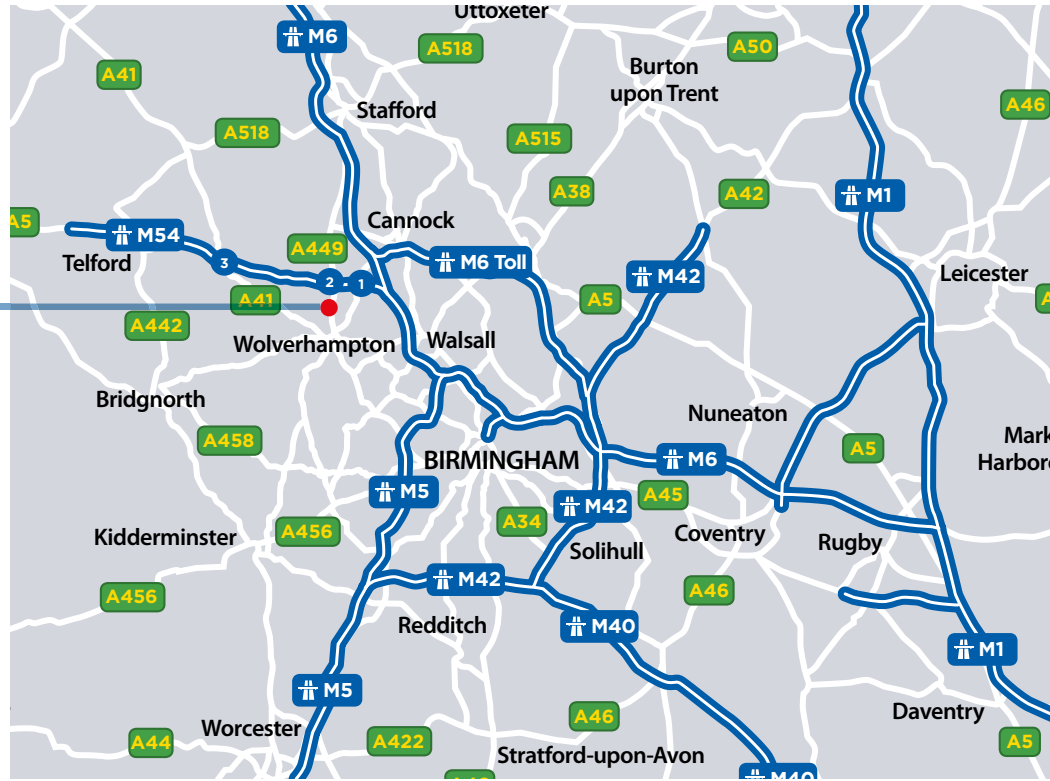 Uttoxeter
M6
A518
A50
Burton
upon Trent
A41
A46
Stafford
A518
A515
A38
A42
M1
A5
Cannock
M54
A449
Telford
3
M6 Toll
M42
Leicester
2
1
A41
A5
A442
Wolverhampton
Walsall
Bridgnorth
Nuneaton
A458
A5
BIRMINGHAM
M6
M5
A45
M42
A34
A456
Kidderminster
Coventry
Solihull
Rugby
M42
A456
A46
Redditch
M40
M1
M5
Worcester
A46
Daventry
A44
A422
A5
Stratford-upon-Avon
M40